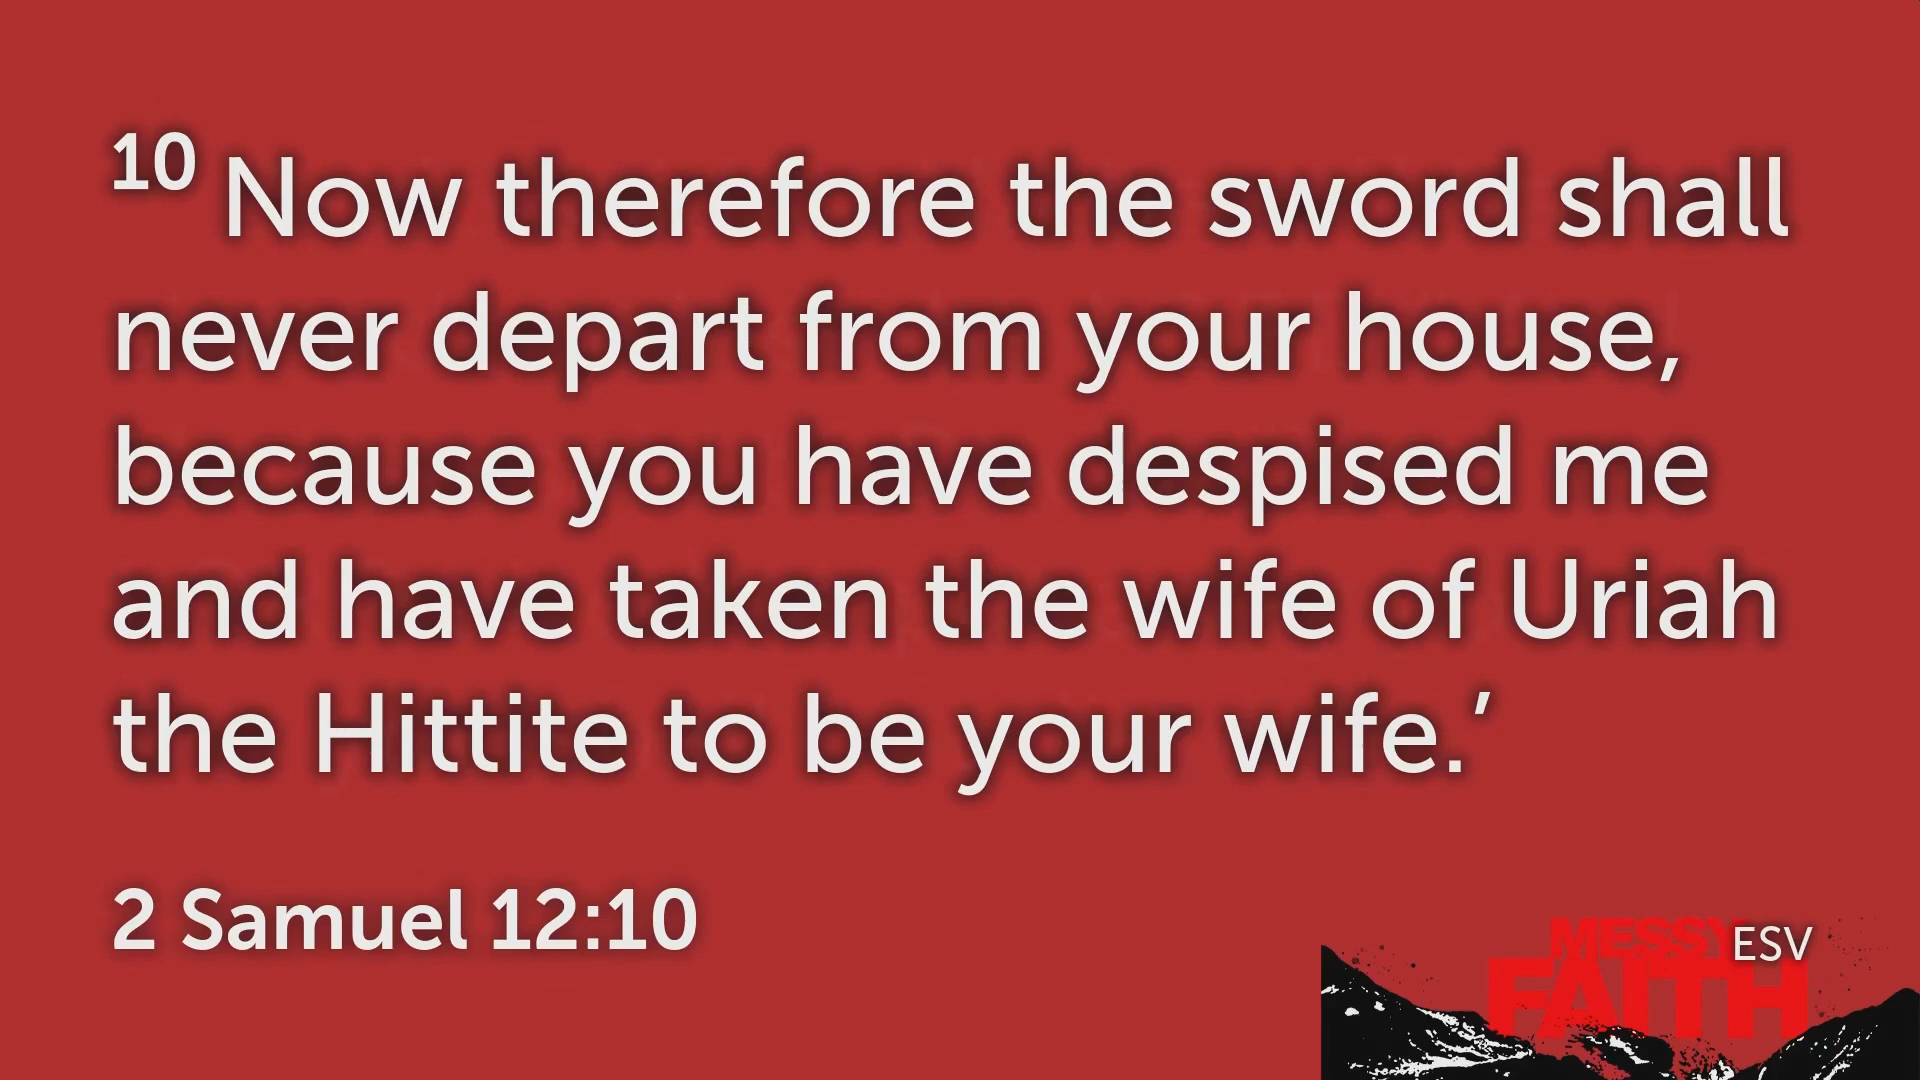 10 Now therefore the sword shall
never depart from your house,
because you have despised me
and have taken the wife of Uriah
the Hittite to be your wife.’
2 Samuel 12:10
ESV
MESSY
FAITH